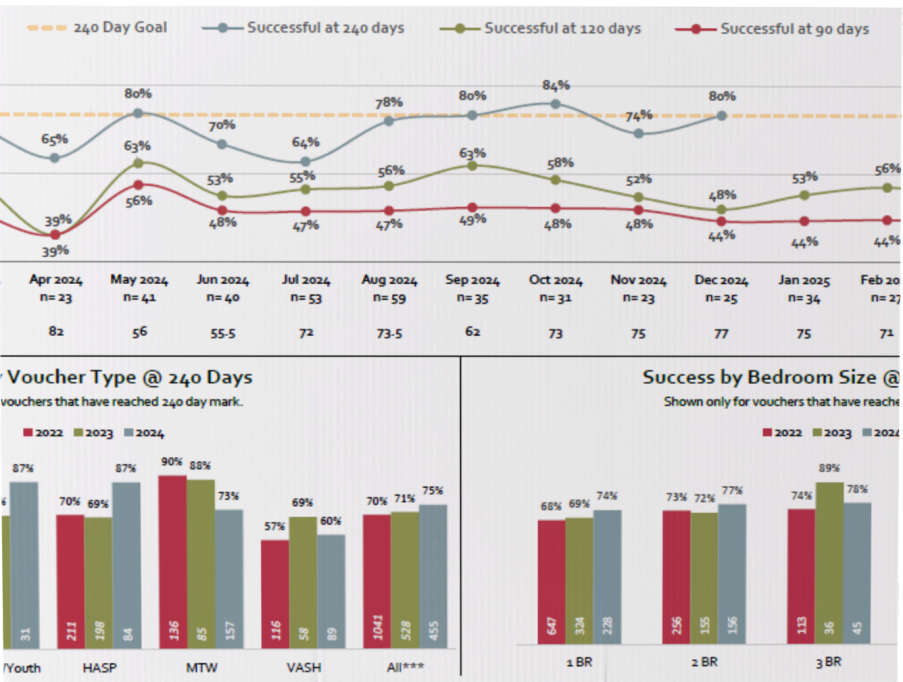 240 Day Goal Successful at 240 days Successful at 120 days Successful at 90 days
84%
80% 80% 80%
78%
74%
70%
65% 64%
63% 63%
58%
55% 56% 56%
53% 52% 53%
48%
39%
56%
48% 47% 47% 49% 48% 48%
44% 44% 44%
39%
Apr 2024 May 2024 Jun 2024 Jul 2024 Aug 2024 Sep 2024 Oct 2024 Nov 2024 Dec 2024 Jan 2025 Feb 20
n= 23 n= 41 n= 40 n= 53 n= 59 n= 35 n= 31 n= 23 n= 25 n= 34 n= 27
82 56 55.5 72 73.5 62 73 75 77 75 71
Voucher Type @ 240 Days
vouchers that have reached 240 day mark.
2022 2023 2024
87% 70% 69% 87% 90% 88% 73% 57% 69% 60% 70% 71% 75%
31 211 198 84 136 85 157 116 58 89 1041 528 455
/Youth HASP MTW VASH All***
Success by Bedroom Size @
Shown only for vouchers that have reache
2022 2023 2024
68% 69% 74% 73% 72% 77% 74% 89% 78%
647 324 228 256 155 156 113 36 45
1 BR 2 BR 3 BR